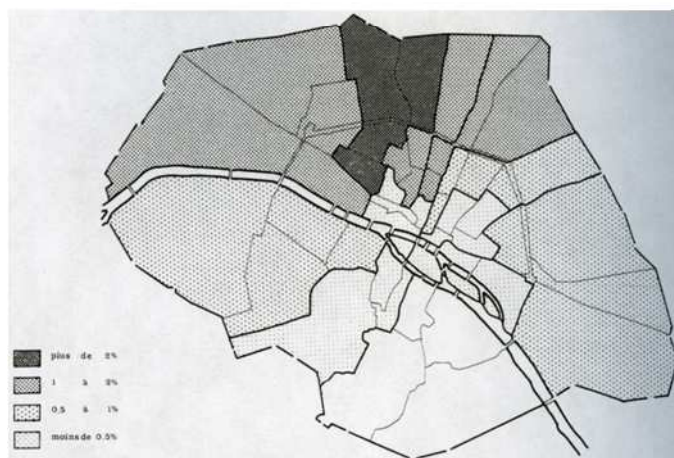 plus de 2%
1 à 2%
0,5 à 1%
moins de 0.5%